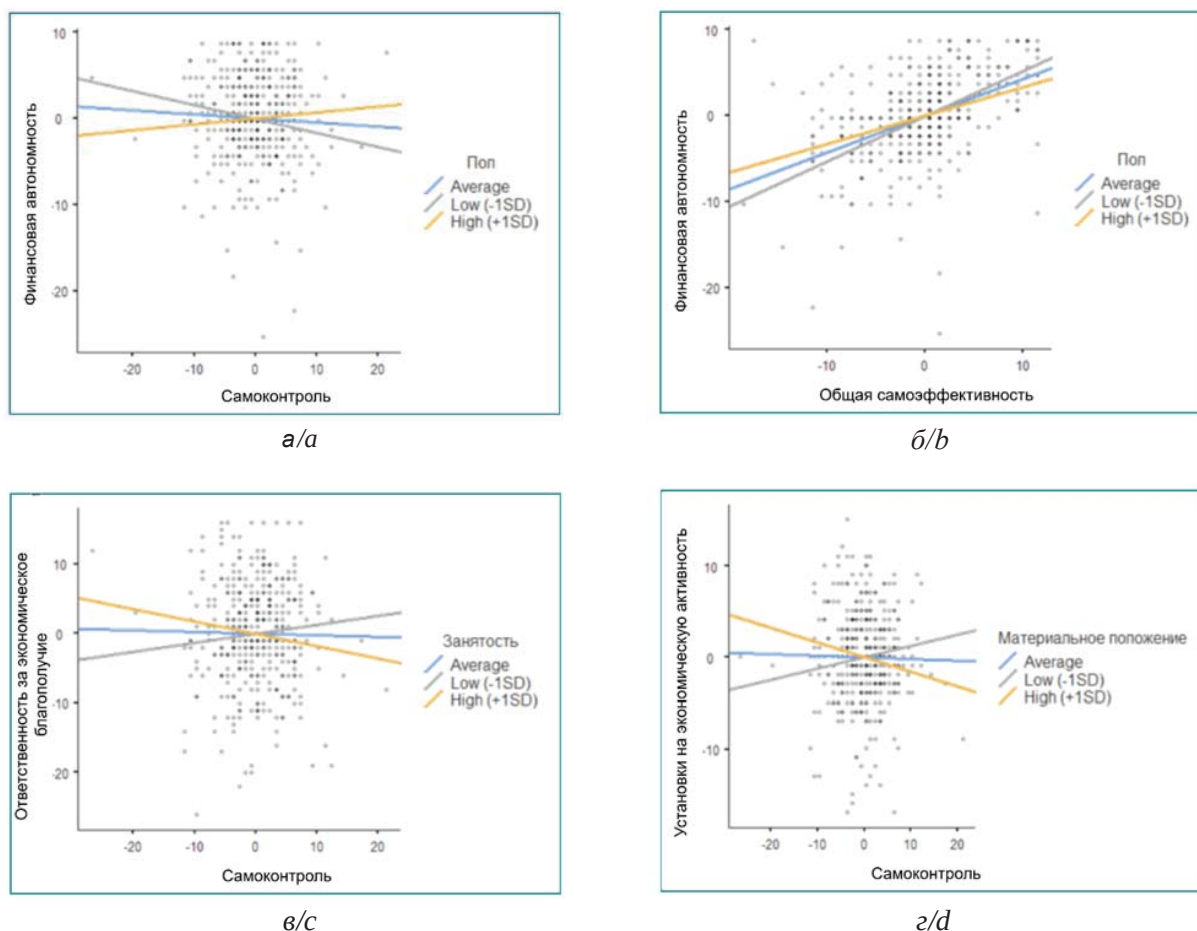 10
0
-10
-20
Финансовая автономность
-20
-10
0
10
20
Самоконтроль
Пол
Average
Low (-1SD)
High (+1SD)
а/a
10
0
-10
-20
Финансовая автономность
-10
0
10
Общая самоэффективность
Пол
Average
Low (-1SD)
High (+1SD)
б/b
10
0
-10
-20
Ответственность за экономическое
благополучие
-20
-10
0
10
20
Самоконтроль
Занятость
Average
Low (-1SD)
High (+1SD)
в/c
10
0
-10
Установки на экономическую активность
-20
-10
0
10
20
Самоконтроль
Материальное положение
Average
Low (-1SD)
High (+1SD)
г/d